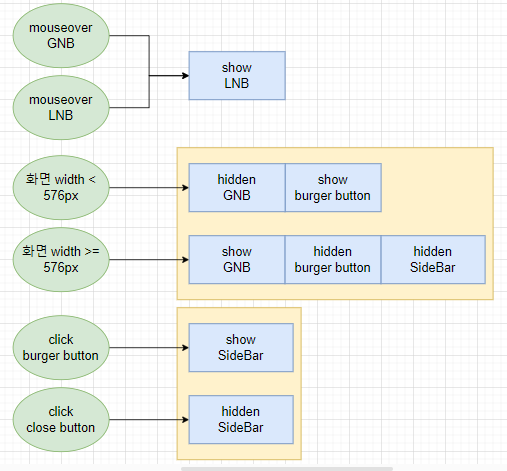 mouseover
GNB
mouseover
LNB
show
LNB
화면 width <
576px
hidden
GNB
show
burger button
화면 width >=
576px
show
GNB
hidden
burger button
hidden
SideBar
click
burger button
show
SideBar
click
close button
hidden
SideBar